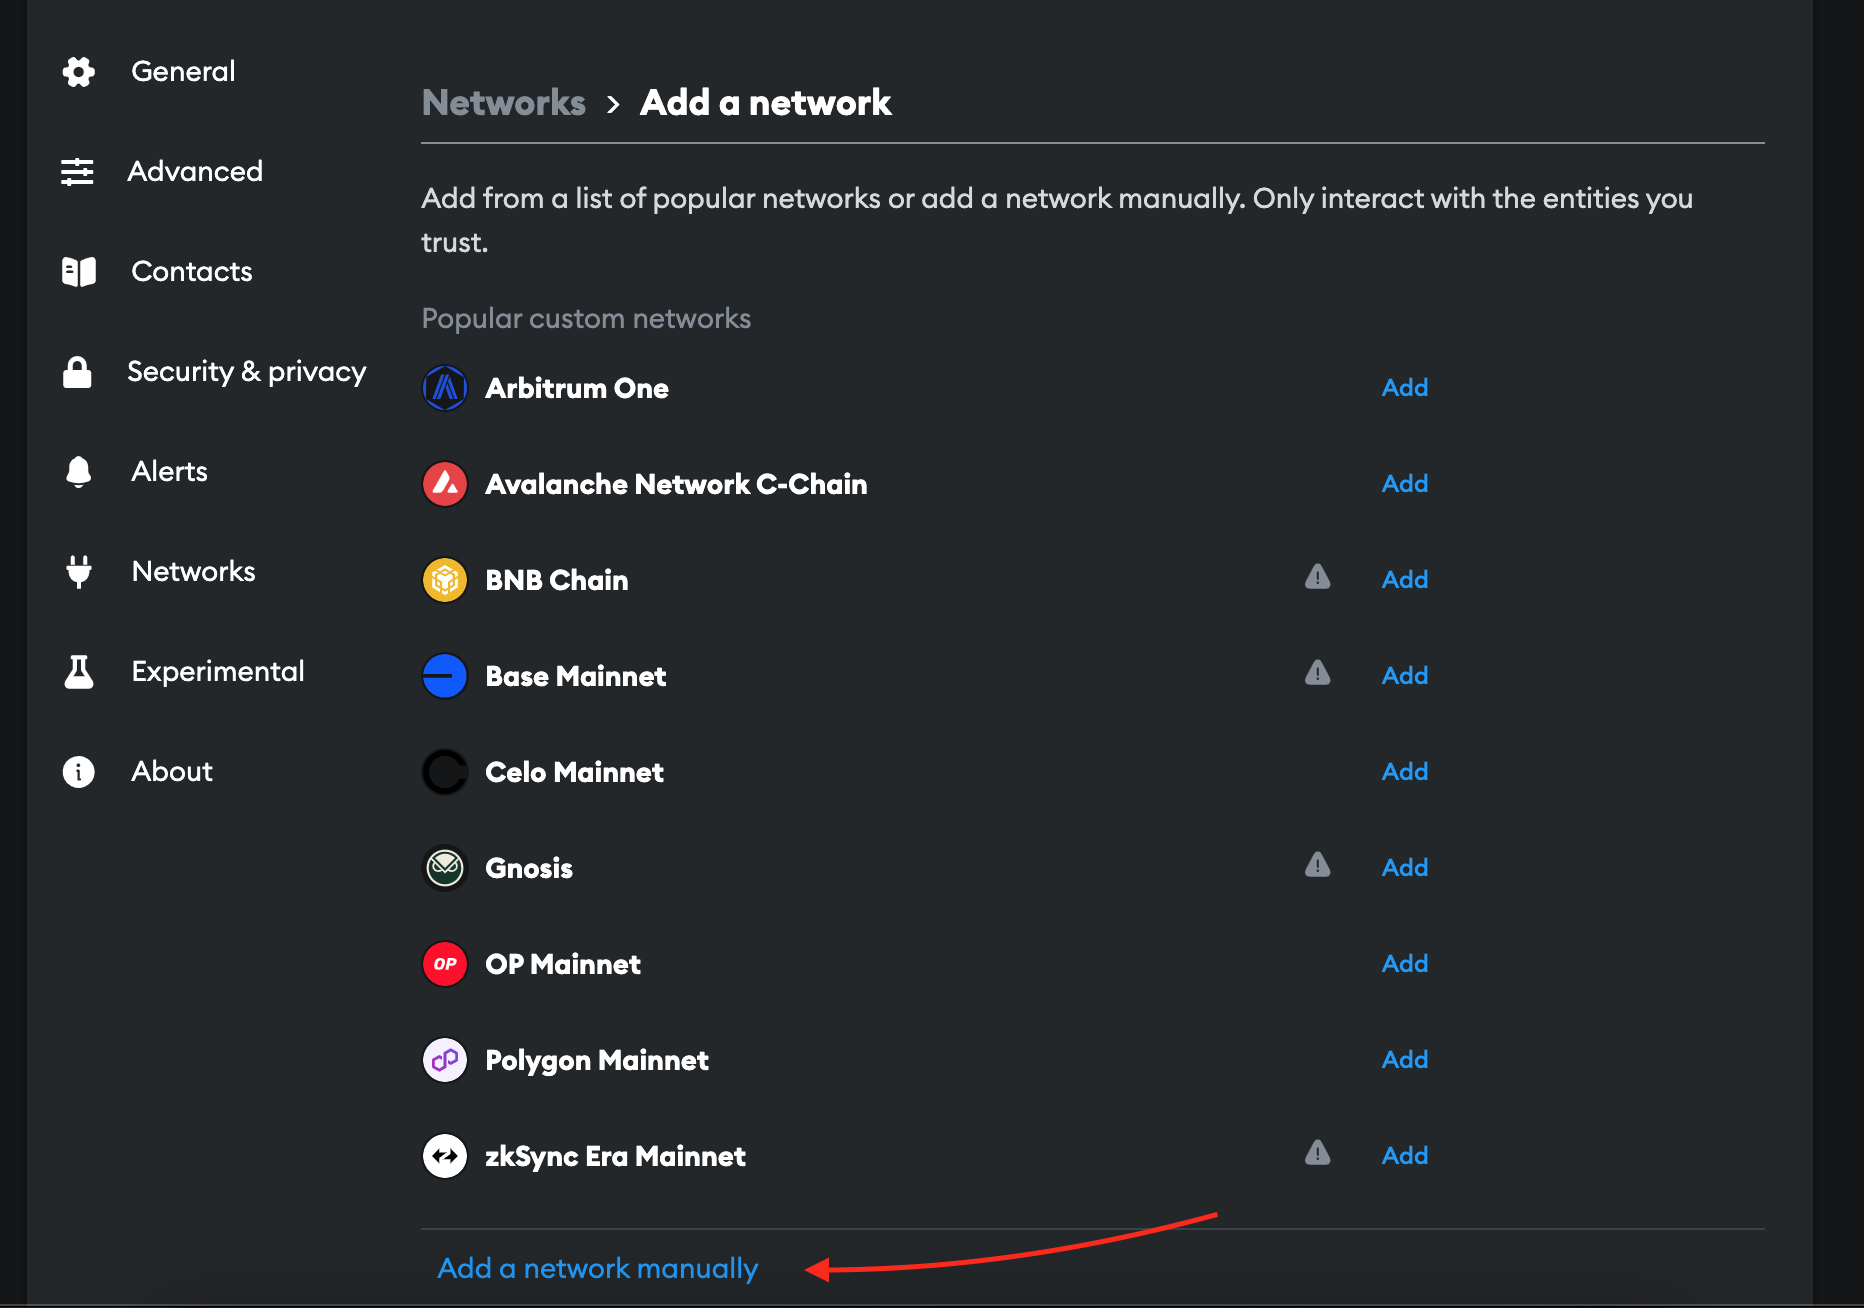 General
Advanced
Contacts
Security & privacy
Alerts
Networks
Experimental
About
Networks > Add a network
Add from a list of popular networks or add a network manually. Only interact with the entities you
trust.
Popular custom networks
Arbitrum One Add
Avalanche Network C-Chain Add
BNB Chain Add
Base Mainnet Add
Celo Mainnet Add
Gnosis Add
OP OP Mainnet Add
Polygon Mainnet Add
zkSync Era Mainnet Add
Add a network manually